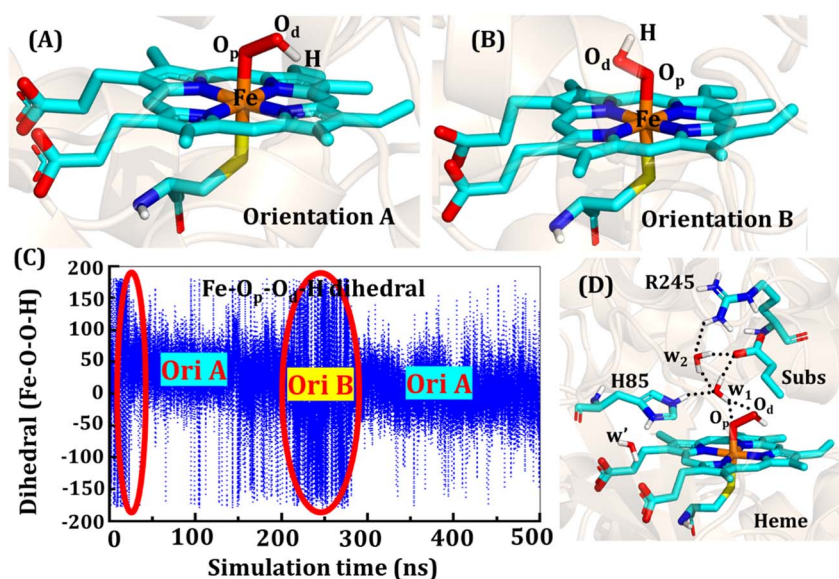 (A)
Op
Od
H
Fe
Orientation A
(B)
H
Od
Op
Fe
Orientation B
(C)
Fe-Op-Od-H dihedral
Ori A
Ori B
Ori A
Dihedral (Fe-O-O-H)
200
150
100
50
0
-50
-100
-150
-200
0
100
200
300
400
500
Simulation time (ns)
(D)
R245
W2
Subs
H85
W1
Op
Od
w'
Heme